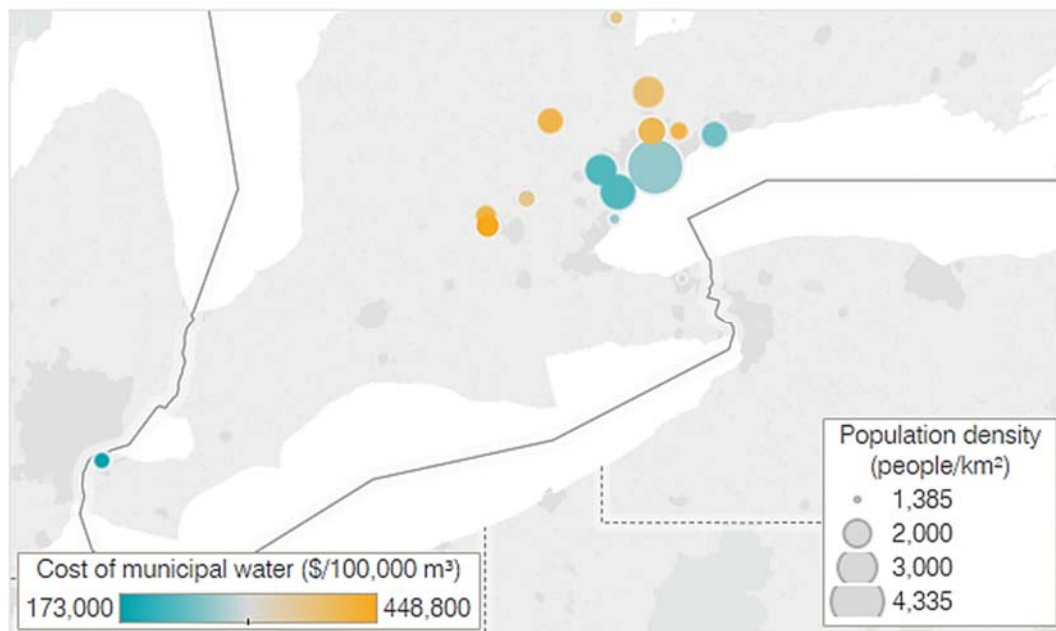 Population density
(people/km²)
1,385
2,000
3,000
4,335
Cost of municipal water ($/100,000 m³)
173,000
448,800